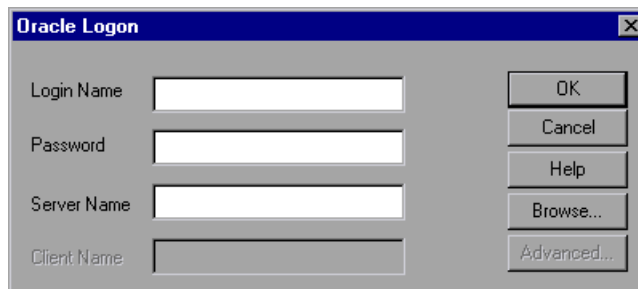 Oracle Logon
Login Name
OK
Cancel
Password
Help
Server Name
Browse...
Client Name
Advanced...